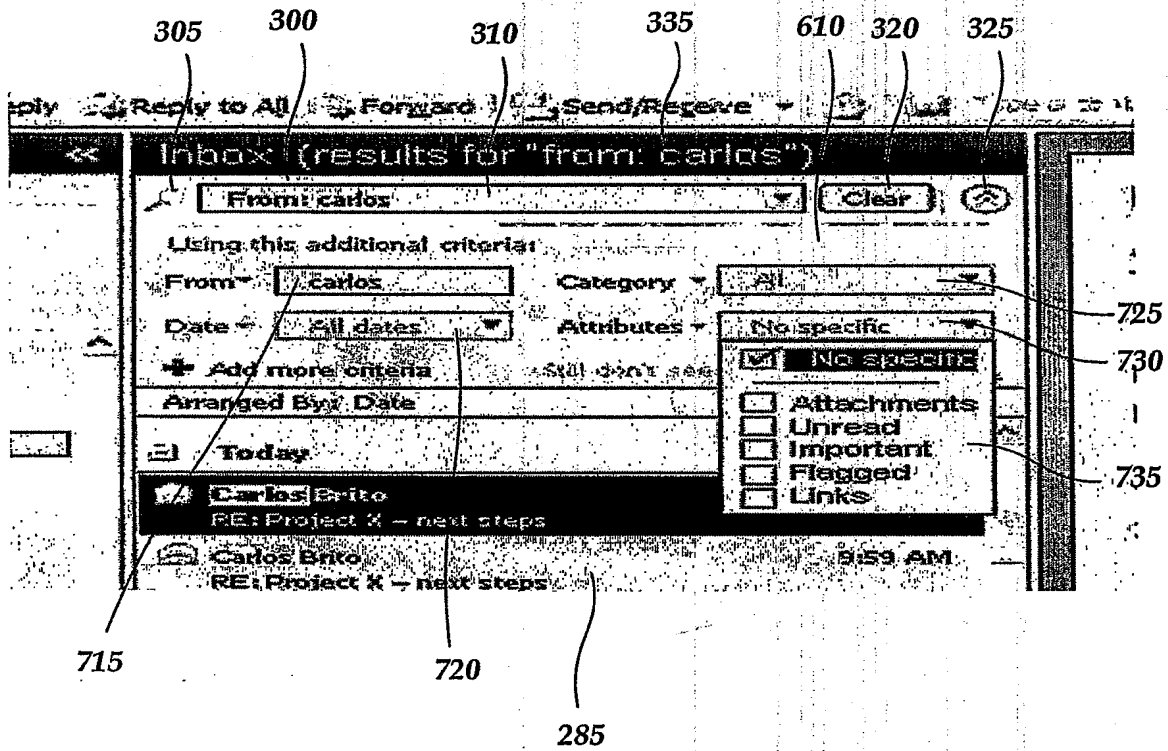 305 300 310 335 610 320 325
Reply to All Forward Send/Receive
<< Inbox (results for "from: carlos")
From: carlos Clear
Using this additional criteria:
From carlos Category All
725
Date All dates Attributes No specific
730
Add more criteria Still don't see
No specific
Arranged By: Date
Attachments
Unread
Today
Important
Flagged
735
Carlos Brito
Links
RE: Project X – next steps
Carlos Brito 9:59 AM
RE: Project X – next steps
715 720
285